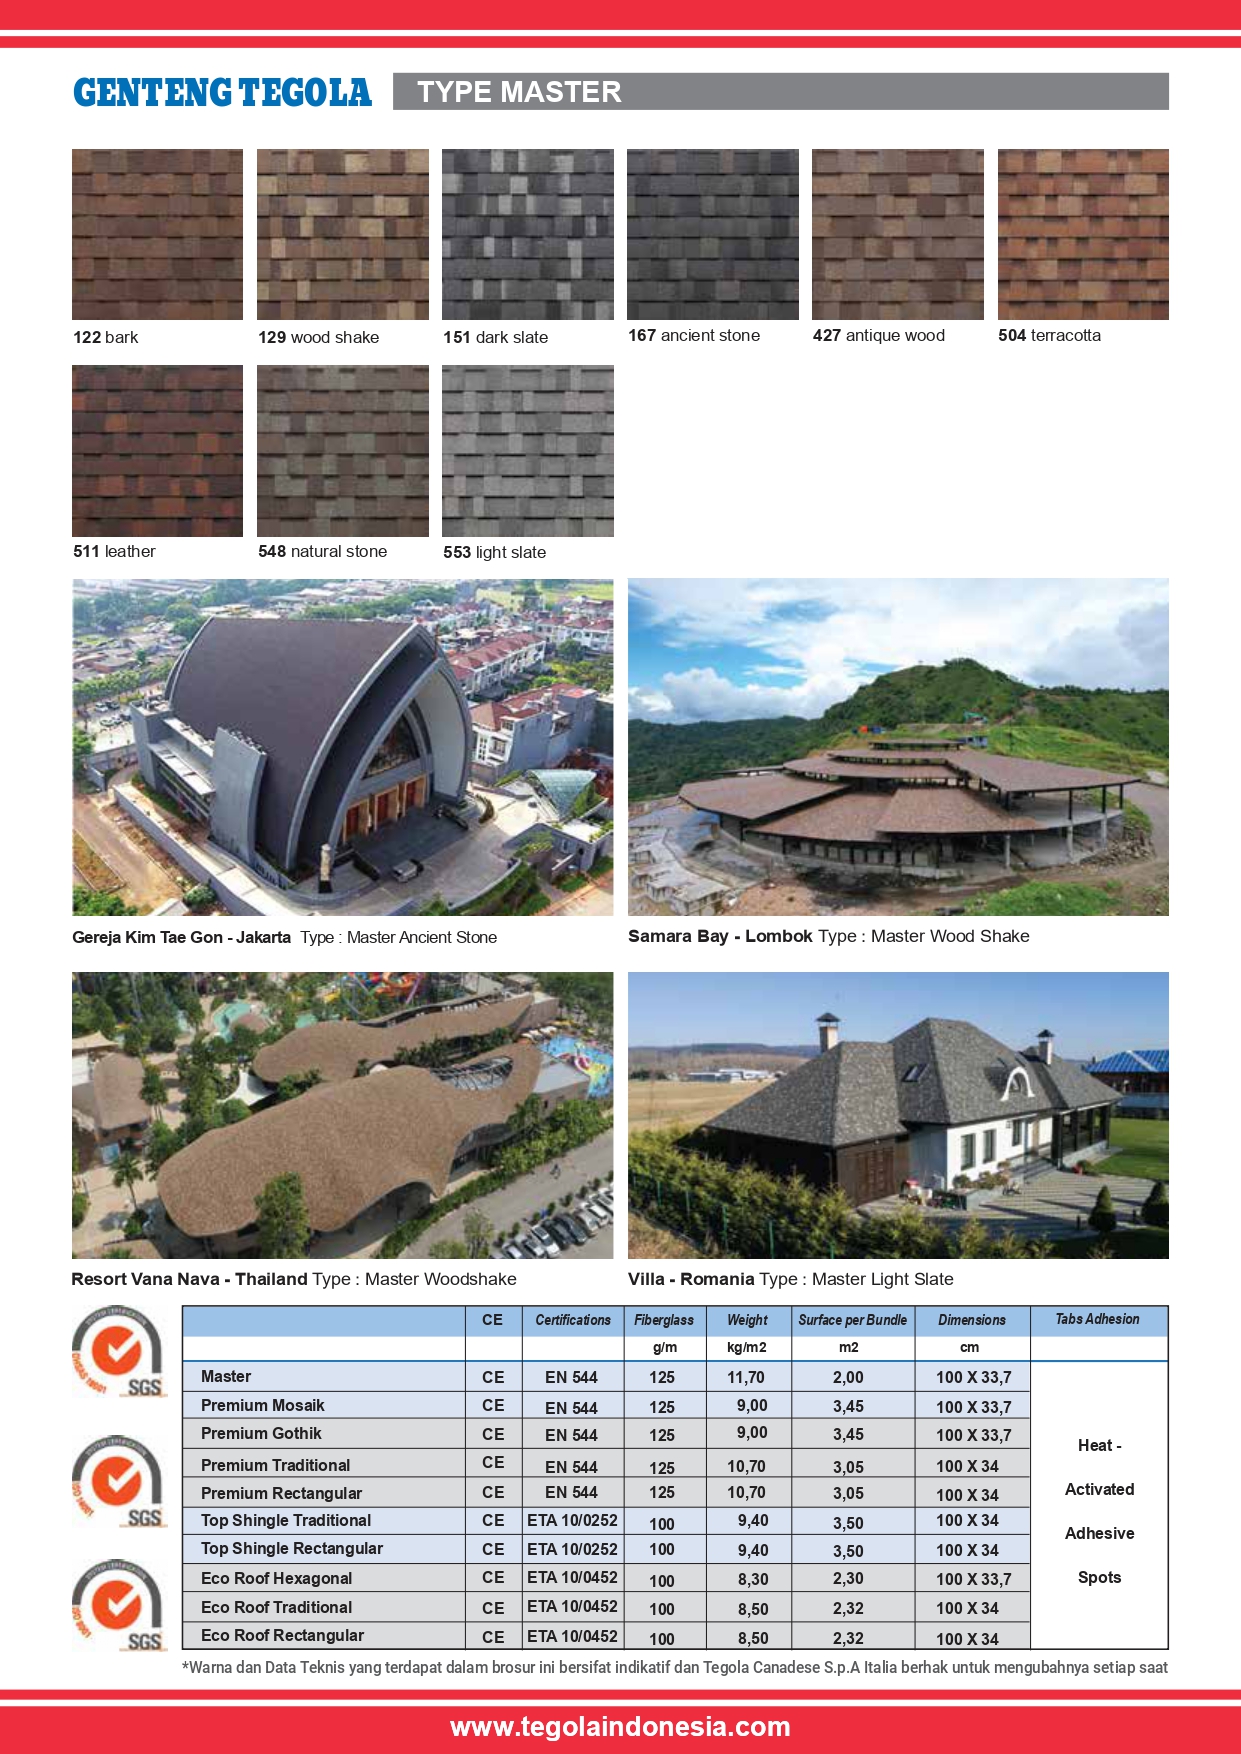 GENTENG TEGOLA TYPE MASTER
122 bark
129 wood shake
151 dark slate
167 ancient stone
427 antique wood
504 terracotta
511 leather
548 natural stone
553 light slate
Gereja Kim Tae Gon - Jakarta Type : Master Ancient Stone
Samara Bay - Lombok Type : Master Wood Shake
Resort Vana Nava - Thailand Type : Master Woodshake
Villa - Romania Type : Master Light Slate
SYSTEM CERTIFICATION
OHSAS 18001
SGS
SYSTEM CERTIFICATION
ISO 14001
SGS
SYSTEM CERTIFICATION
ISO 9001
SGS
CE Certifications Fiberglass Weight Surface per Bundle Dimensions Tabs Adhesion
g/m kg/m2 m2 cm
Master CE EN 544 125 11,70 2,00 100 X 33,7
Premium Mosaik CE EN 544 125 9,00 3,45 100 X 33,7
Premium Gothik CE EN 544 125 9,00 3,45 100 X 33,7
Premium Traditional CE EN 544 125 10,70 3,05 100 X 34
Premium Rectangular CE EN 544 125 10,70 3,05 100 X 34
Top Shingle Traditional CE ETA 10/0252 100 9,40 3,50 100 X 34
Top Shingle Rectangular CE ETA 10/0252 100 9,40 3,50 100 X 34
Eco Roof Hexagonal CE ETA 10/0452 100 8,30 2,30 100 X 33,7
Eco Roof Traditional CE ETA 10/0452 100 8,50 2,32 100 X 34
Eco Roof Rectangular CE ETA 10/0452 100 8,50 2,32 100 X 34
Heat -
Activated
Adhesive
Spots
*Warna dan Data Teknis yang terdapat dalam brosur ini bersifat indikatif dan Tegola Canadese S.p.A Italia berhak untuk mengubahnya setiap saat
www.tegolaindonesia.com